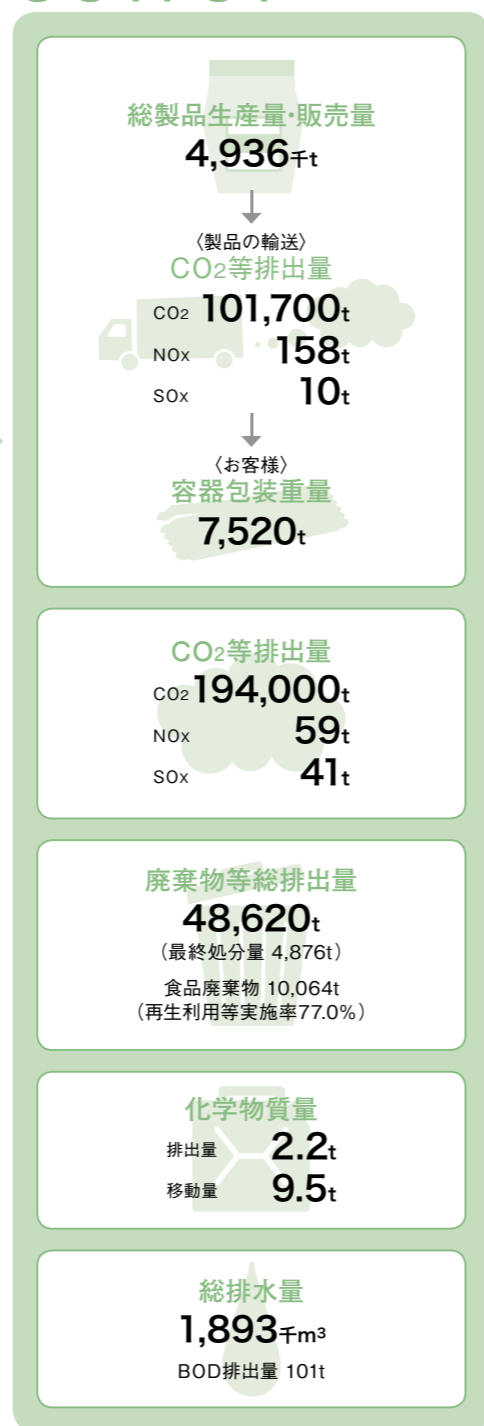 総製品生産量・販売量
4,936千t
〈製品の輸送〉
CO2等排出量
CO2 101,700t
NOx 158t
SOx 10t
〈お客様〉
容器包装重量
7,520t
CO2等排出量
CO2 194,000t
NOx 59t
SOx 41t
廃棄物等総排出量
48,620t
（最終処分量 4,876t）
食品廃棄物 10,064t
（再生利用等実施率77.0%）
化学物質量
排出量 2.2t
移動量 9.5t
総排水量
1,893千m³
BOD排出量 101t